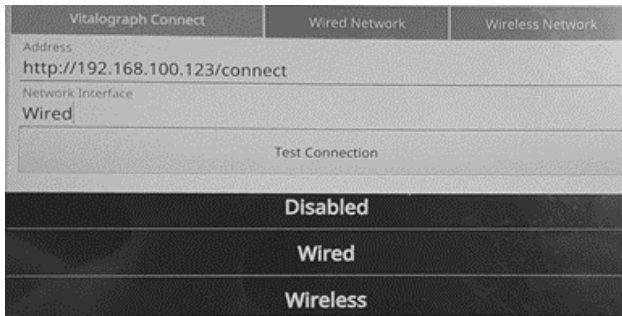 Vitalograph Connect Wired Network Wireless Network
Address
http://192.168.100.123/connect
Network Interface
Wired
Test Connection
Disabled
Wired
Wireless